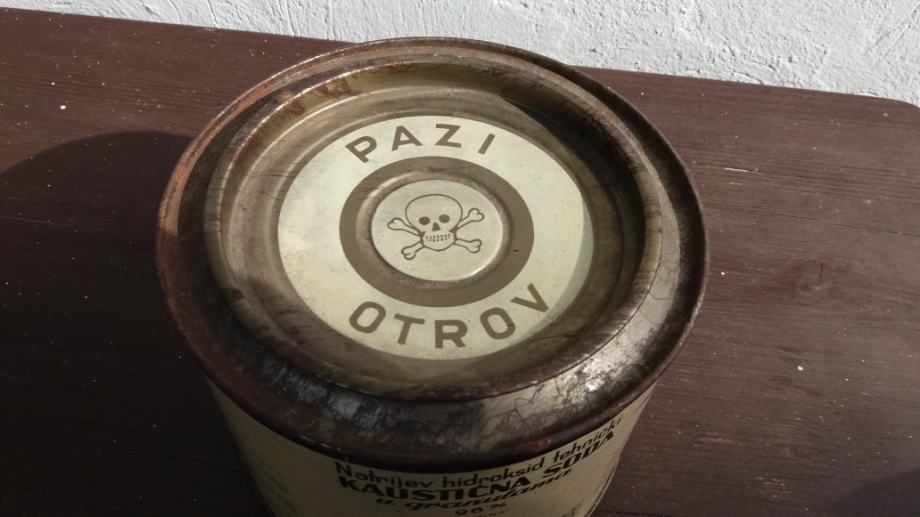 PAZI
OTROV
Natrijev hidroksid tehnički
KAUSTIČNA SODA
u granulama
96%